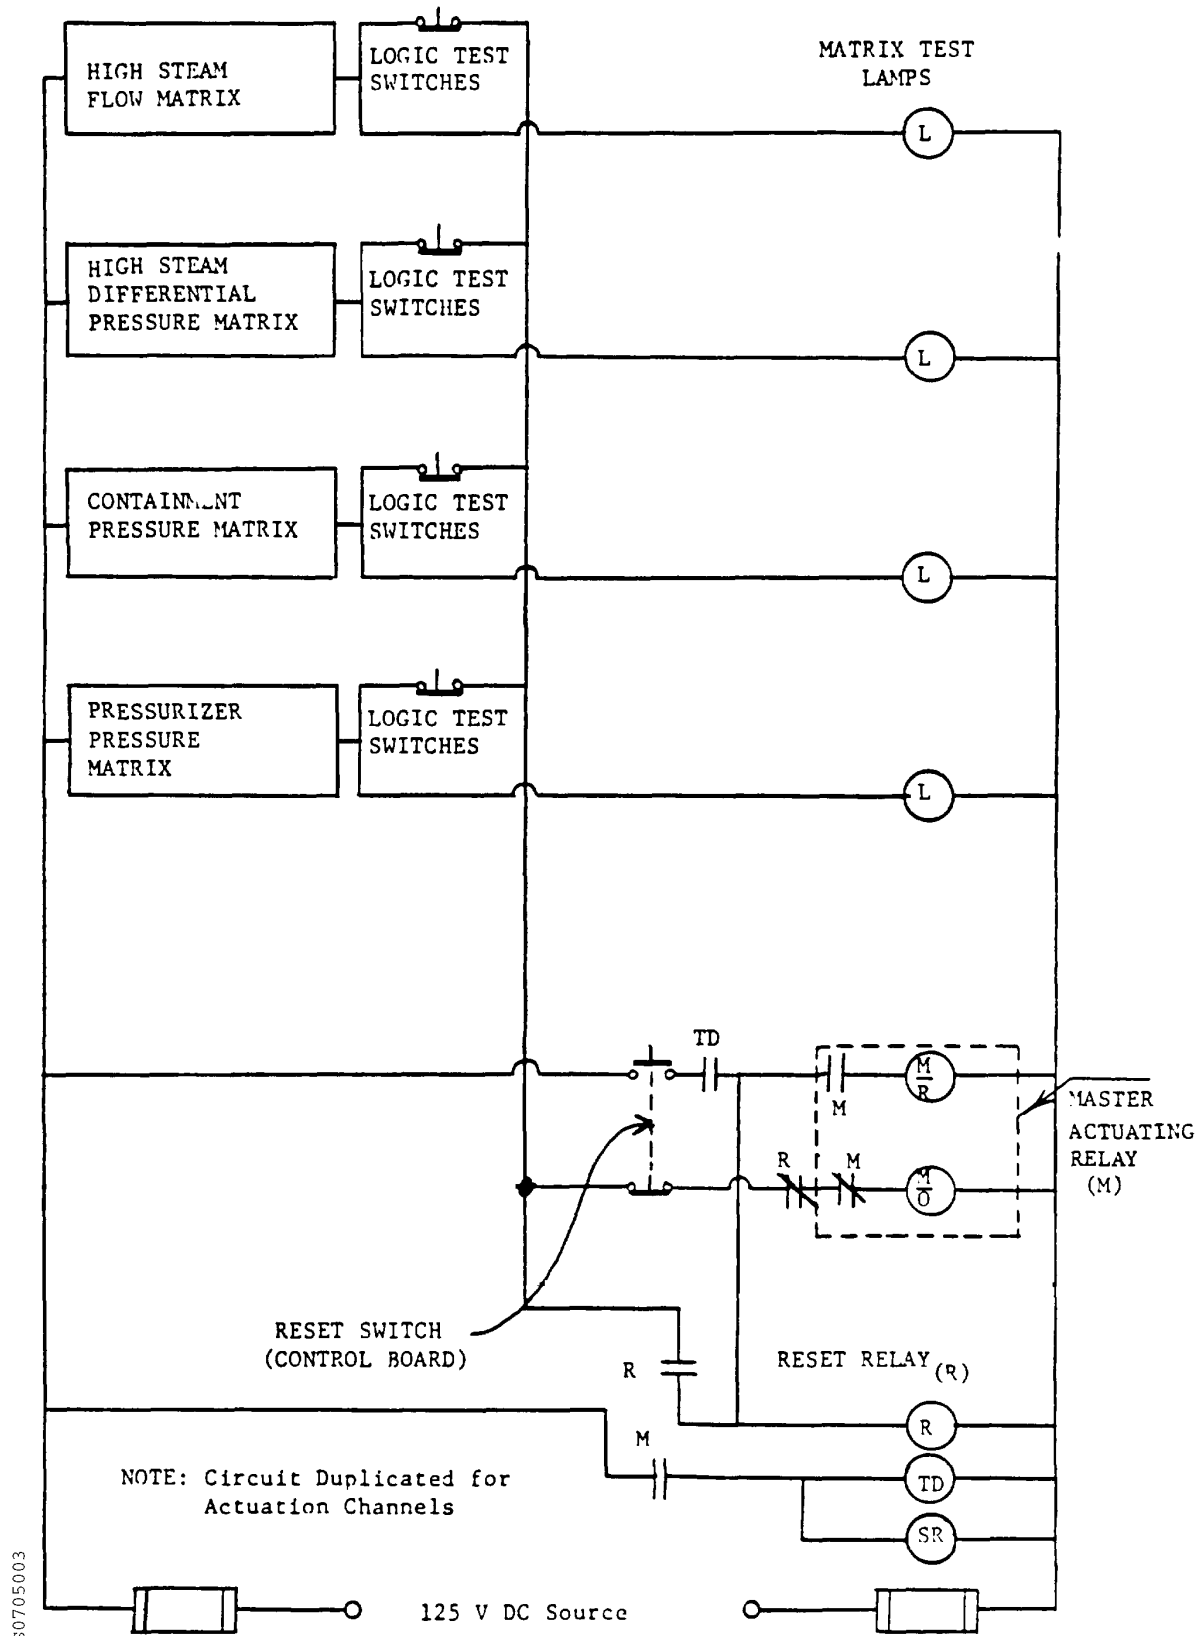 HIGH STEAM
FLOW MATRIX
LOGIC TEST
SWITCHES
MATRIX TEST
LAMPS
L
HIGH STEAM
DIFFERENTIAL
PRESSURE MATRIX
LOGIC TEST
SWITCHES
L
PRESSURE MATRIX
LOGIC TEST
SWITCHES
L
PRESSURIZER
PRESSURE
MATRIX
LOGIC TEST
SWITCHES
L
TD
M
M
R
MASTER
ACTUATING
RELAY
(M)
R
M
M
O
RESET SWITCH
(CONTROL BOARD)
R
RESET RELAY (R)
R
M
TD
SR
NOTE: Circuit Duplicated for
Actuation Channels
125 V DC Source